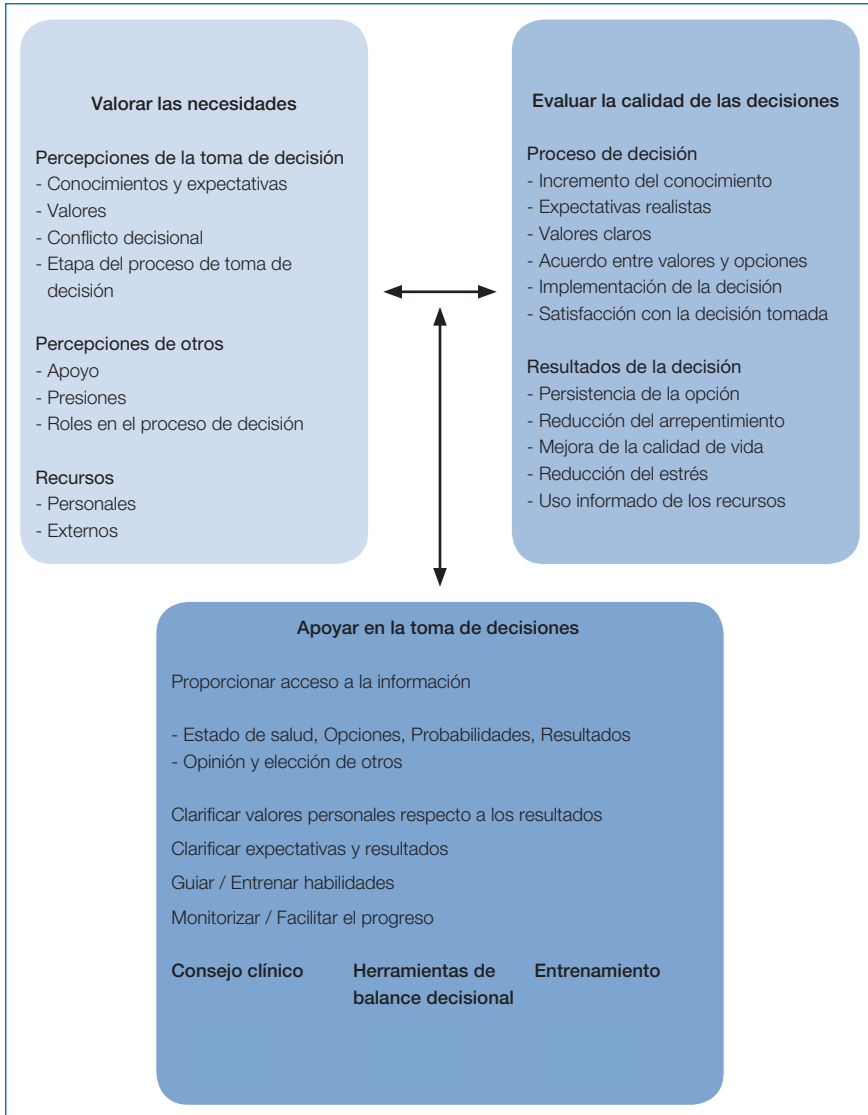 Valorar las necesidades
Percepciones de la toma de decisión
- Conocimientos y expectativas
- Valores
- Conflicto decisional
- Etapa del proceso de toma de
decisión
Percepciones de otros
- Apoyo
- Presiones
- Roles en el proceso de decisión
Recursos
- Personales
- Externos
Evaluar la calidad de las decisiones
Proceso de decisión
- Incremento del conocimiento
- Expectativas realistas
- Valores claros
- Acuerdo entre valores y opciones
- Implementación de la decisión
- Satisfacción con la decisión tomada
Resultados de la decisión
- Persistencia de la opción
- Reducción del arrepentimiento
- Mejora de la calidad de vida
- Reducción del estrés
- Uso informado de los recursos
Apoyar en la toma de decisiones
Proporcionar acceso a la información
- Estado de salud, Opciones, Probabilidades, Resultados
- Opinión y elección de otros
Clarificar valores personales respecto a los resultados
Clarificar expectativas y resultados
Guiar / Entrenar habilidades
Monitorizar / Facilitar el progreso
Consejo clínico
Herramientas de
balance decisional
Entrenamiento